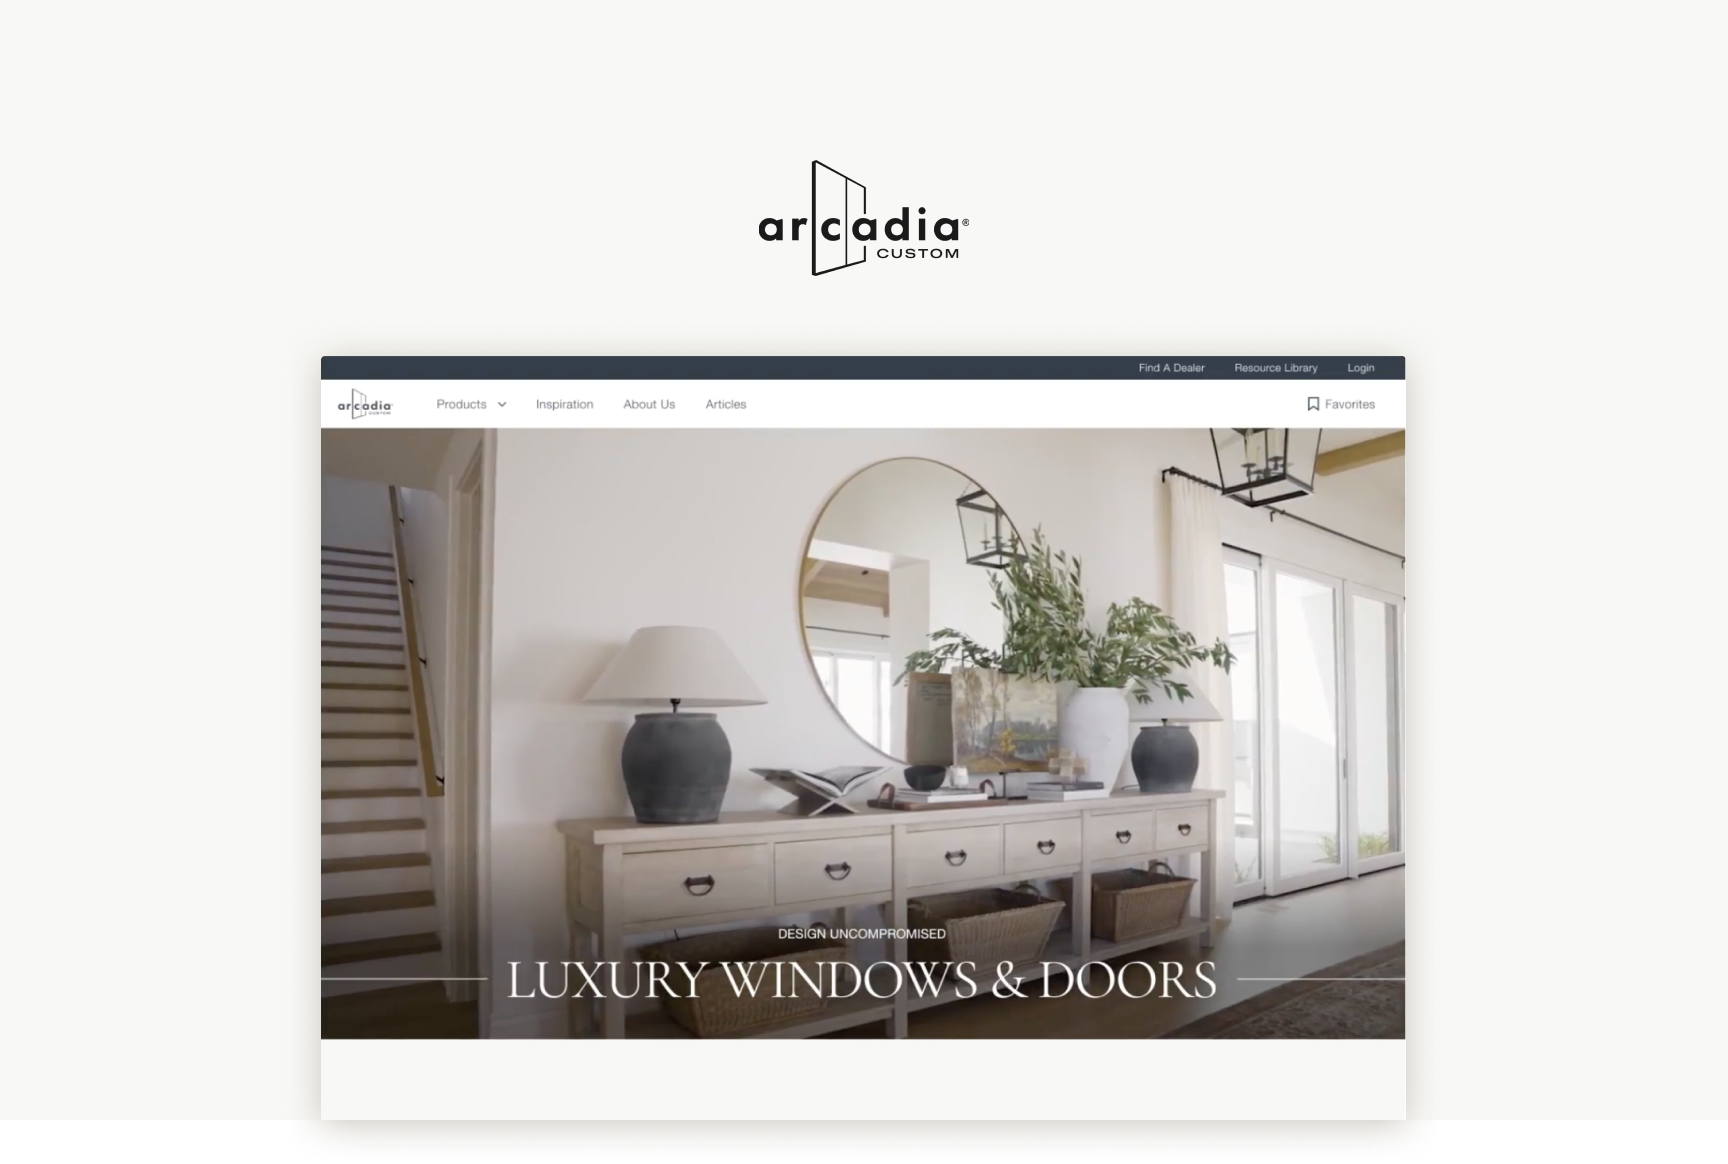 arcadia®
CUSTOM
Find A Dealer Resource Library Login
arcadia
CUSTOM
Products Inspiration About Us Articles Favorites
DESIGN UNCOMPROMISED
LUXURY WINDOWS & DOORS